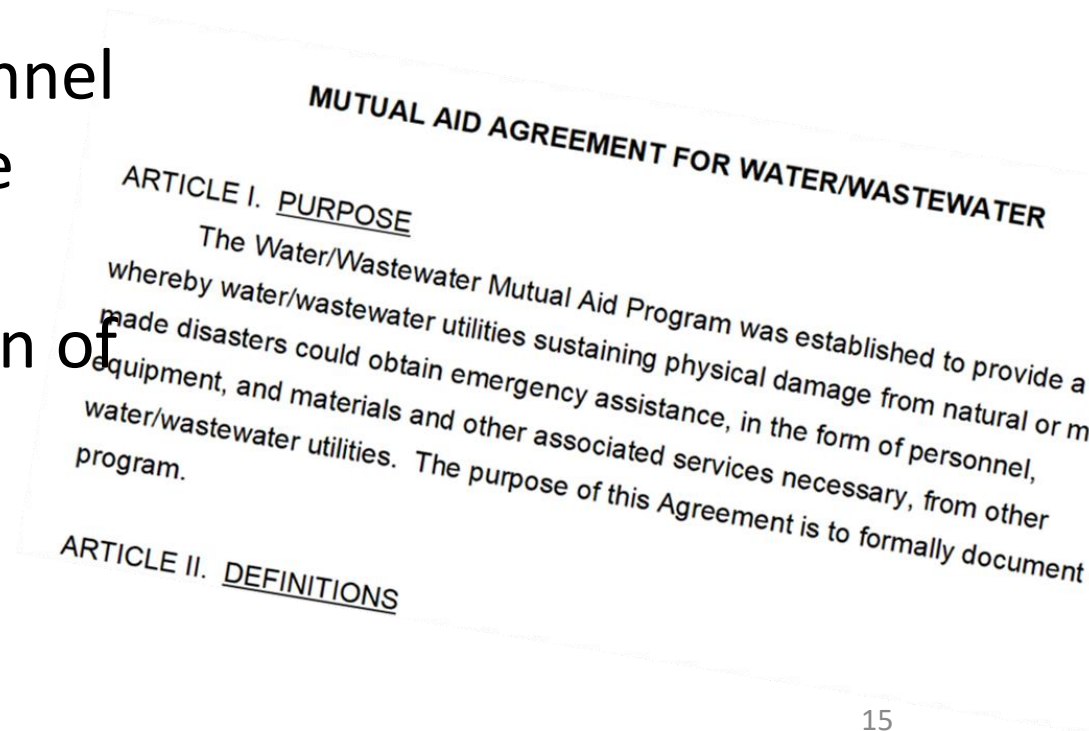 nnel
e
n of
MUTUAL AID AGREEMENT FOR WATER/WASTEWATER
ARTICLE I. PURPOSE
The Water/Wastewater Mutual Aid Program was established to provide a
whereby water/wastewater utilities sustaining physical damage from natural or m
made disasters could obtain emergency assistance, in the form of personnel,
equipment, and materials and other associated services necessary, from other
water/wastewater utilities. The purpose of this Agreement is to formally document
program.
ARTICLE II. DEFINITIONS
15